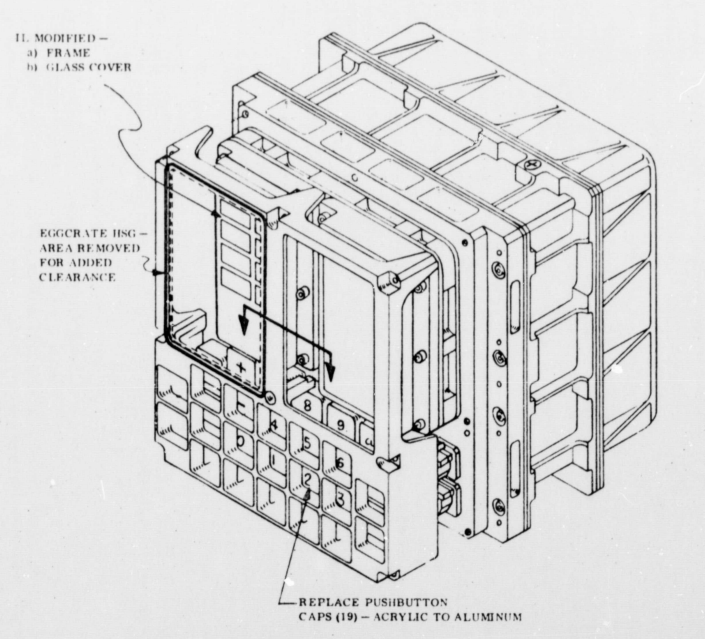 II. MODIFIED –
a) FRAME
b) GLASS COVER
EGGCRATE HSG –
AREA REMOVED
FOR ADDED
CLEARANCE
+
8
9
4
5
6
0
1
2
3
REPLACE PUSHBUTTON
CAPS (19) – ACRYLIC TO ALUMINUM